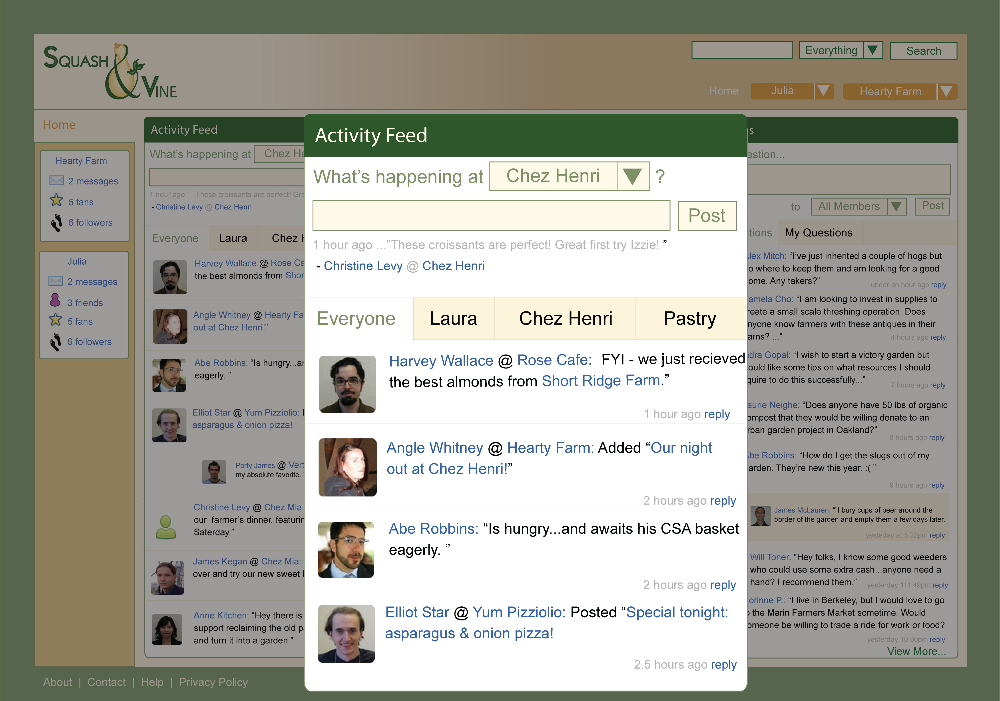 SQUASH & VINE
Everything
Search
Home
Julia
Hearty Farm
Home
Hearty Farm
2 messages
5 fans
6 followers
Julia
2 messages
3 friends
5 fans
6 followers
Activity Feed
What's happening at Chez He
1 hour ago ..."These croissants are perfect! Gre
- Christine Levy @ Chez Henri
Everyone Laura Chez H
Harvey Wallace @ Rose Ca
the best almonds from Shor
Angle Whitney @ Hearty Fa
out at Chez Henri!"
Abe Robbins: “Is hungry...ar
eagerly. ”
Elliot Star @ Yum Pizziolio:
asparagus & onion pizza!
Porty James @ Vert
my absolute favorite.”
Christine Levy @ Chez Mia:
our farmer’s dinner, featurin
Saterday.”
James Kegan @ Chez Mia:
over and try our new sweet
Anne Kitchen: “Hey there is
support reclaiming the old p
and turn it into a garden.”
Activity Feed
What’s happening at Chez Henri ?
Post
1 hour ago ...”These croissants are perfect! Great first try Izzie! ”
- Christine Levy @ Chez Henri
Everyone Laura Chez Henri Pastry
Harvey Wallace @ Rose Cafe: FYI - we just recieved
the best almonds from Short Ridge Farm.”
1 hour ago reply
Angle Whitney @ Hearty Farm: Added “Our night
out at Chez Henri!”
2 hours ago reply
Abe Robbins: “Is hungry...and awaits his CSA basket
eagerly. ”
2 hours ago reply
Elliot Star @ Yum Pizziolio: Posted “Special tonight:
asparagus & onion pizza!
2.5 hours ago reply
ns
estion...
to All Members Post
stions My Questions
lex Mitch: “I’ve just inherited a couple of hogs but
o where to keep them and am looking for a good
ome. Any takers?”
under an hour ago reply
amela Cho: “I am looking to invest in supplies to
reate a small scale threshing operation. Does
nyone know farmers with these antiques in their
arns? ...”
4 hours ago reply
ndra Gopal: “I wish to start a victory garden but
ould like some tips on what resources I should
quire to do this successfully...”
7 hours ago reply
aurie Neighe: “Does anyone have 50 lbs of organic
ompost that they would be willing donate to an
rban garden project in Oakland?”
8 hours ago reply
Abe Robbins: “How do I get the slugs out of my
arden. They’re new this year. :( ”
9 hours ago reply
James McLauren: “”I bury cups of beer around the
border of the garden and empty them a few days later.”
yesteday at 5:32pm reply
Will Toner: “Hey folks, I know some good weeders
who could use some extra cash...anyone need a
hand? I recommend them.”
yesterday 111:49pm reply
orinne P.: “I live in Berkeley, but I would love to go
o the Marin Farmers Market sometime. Would
omeone be willing to trade a ride for work or food?
yesterday 10:00pm reply
View More...
About | Contact | Help | Privacy Policy